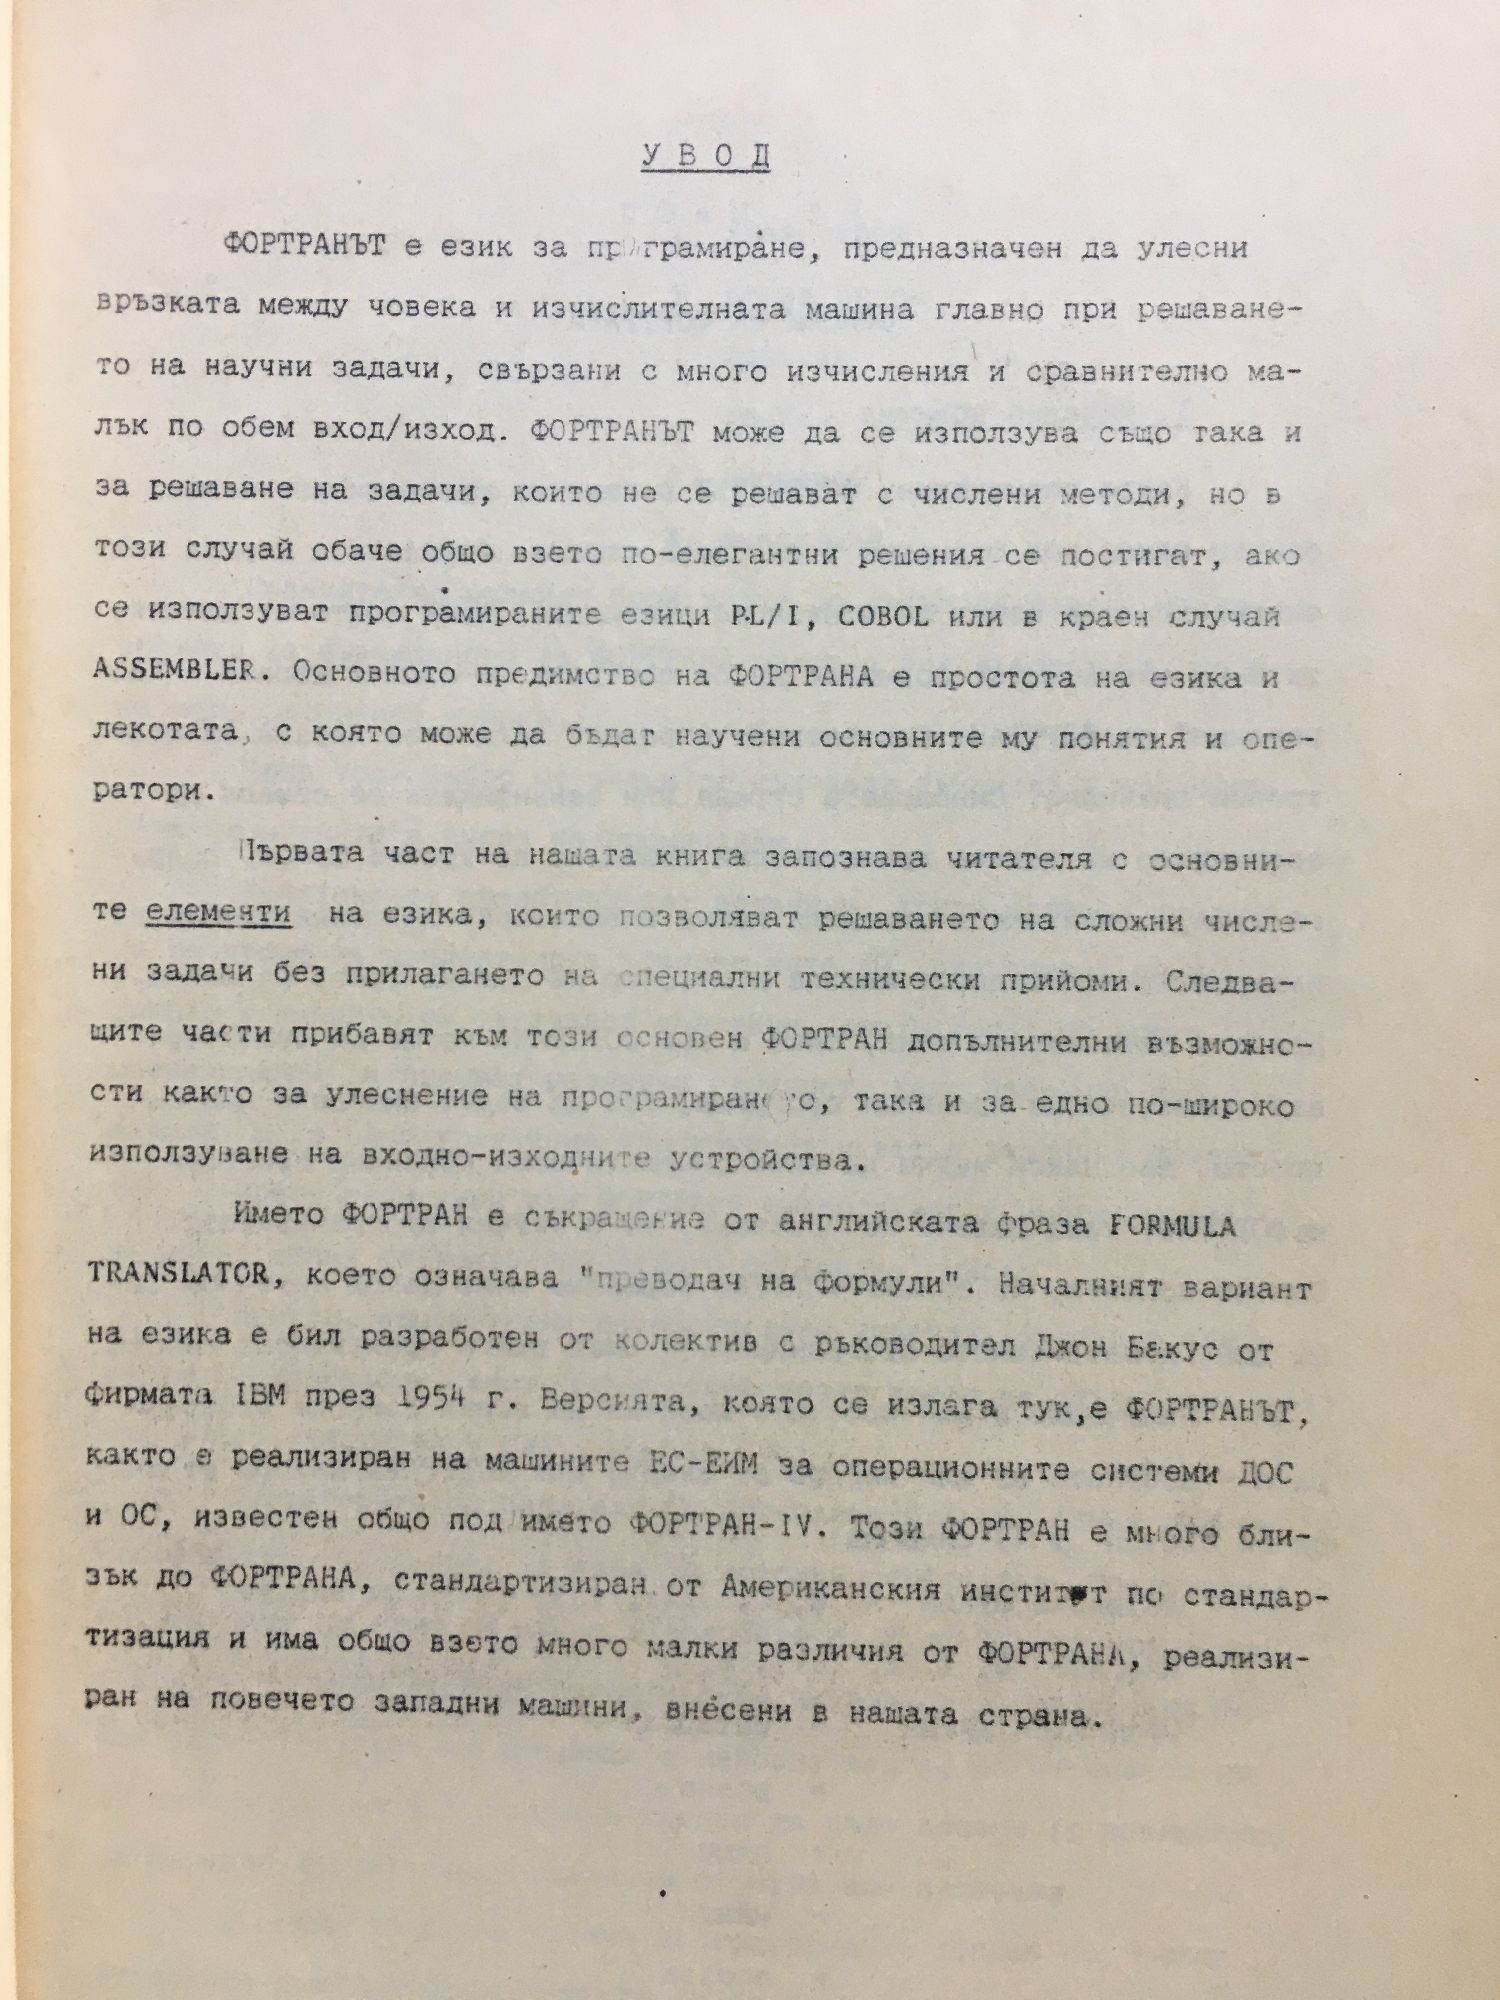 У В О Д
ФОРТРАНЪТ е език за програмиране, предназначен да улесни
връзката между човека и изчислителната машина главно при решаване-
то на научни задачи, свързани с много изчисления и сравнително ма-
лък по обем вход/изход. ФОРТРАНЪТ може да се използува също така и
за решаване на задачи, които не се решават с числени методи, но в
този случай обаче общо взето по-елегантни решения се постигат, ако
се използуват програмираните езици PL/I, COBOL или в краен случай
ASSEMBLER. Основното предимство на ФОРТРАНА е простота на езика и
лекотата, с която може да бъдат научени основните му понятия и опе-
ратори.
Първата част на нашата книга запознава читателя с основни-
те елементи на езика, които позволяват решаването на сложни числе-
ни задачи без прилагането на специални технически прийоми. Следва-
щите части прибавят към този основен ФОРТРАН допълнителни възможно-
сти както за улеснение на програмирането, така и за едно по-широко
използуване на входно-изходните устройства.
Името ФОРТРАН е съкращение от английската фраза FORMULA
TRANSLATOR, което означава "преводач на формули". Началният вариант
на езика е бил разработен от колектив с ръководител Джон Бакус от
фирмата IBM през 1954 г. Версията, която се излага тук,е ФОРТРАНЪТ,
както е реализиран на машините ЕС-ЕИМ за операционните системи ДОС
и ОС, известен общо под името ФОРТРАН-IV. Този ФОРТРАН е много бли-
зък до ФОРТРАНА, стандартизиран от Американския институт по стандар-
тизация и има общо взето много малки различия от ФОРТРАНА, реализи-
ран на повечето западни машини, внесени в нашата страна.